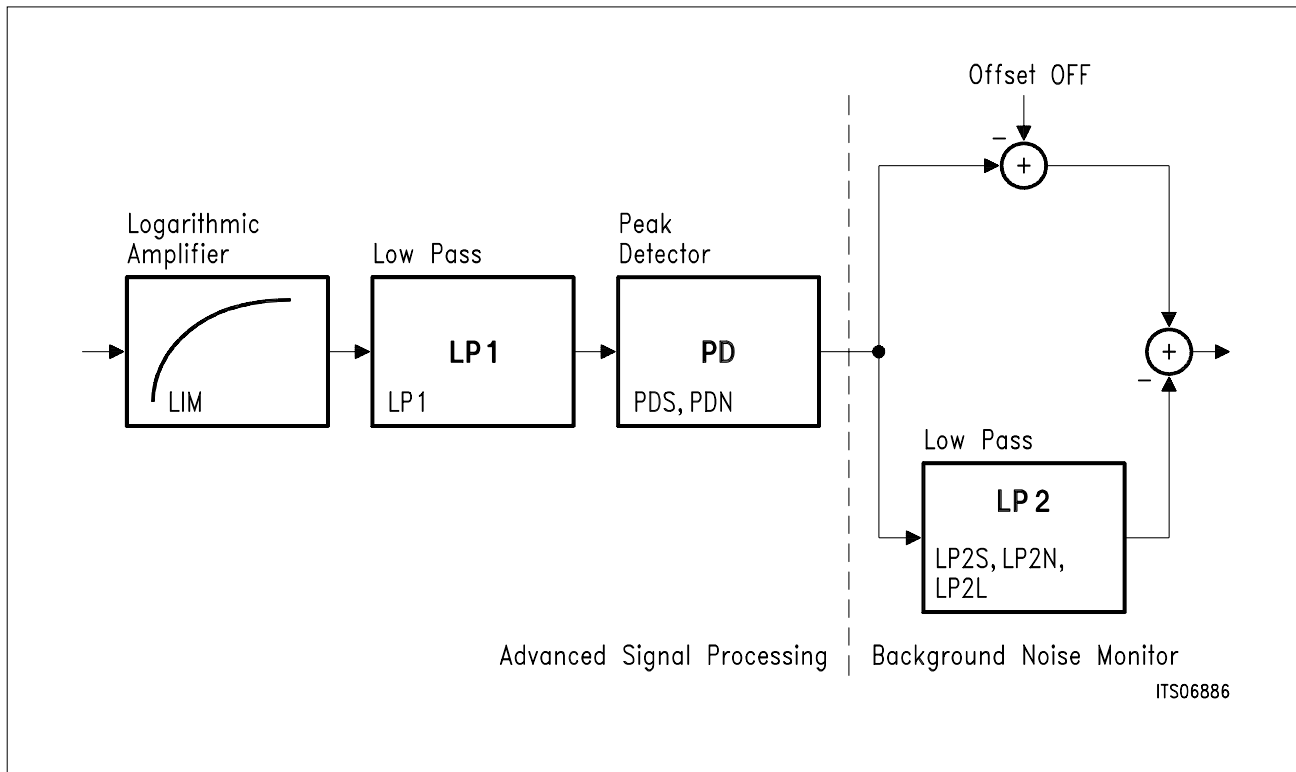 Offset OFF
-
+
Logarithmic
Amplifier
Low Pass
Peak
Detector
LIM
LP1
LP1
PD
PDS, PDN
+
-
Low Pass
LP2
LP2S, LP2N,
LP2L
Advanced Signal Processing
Background Noise Monitor
ITS06886